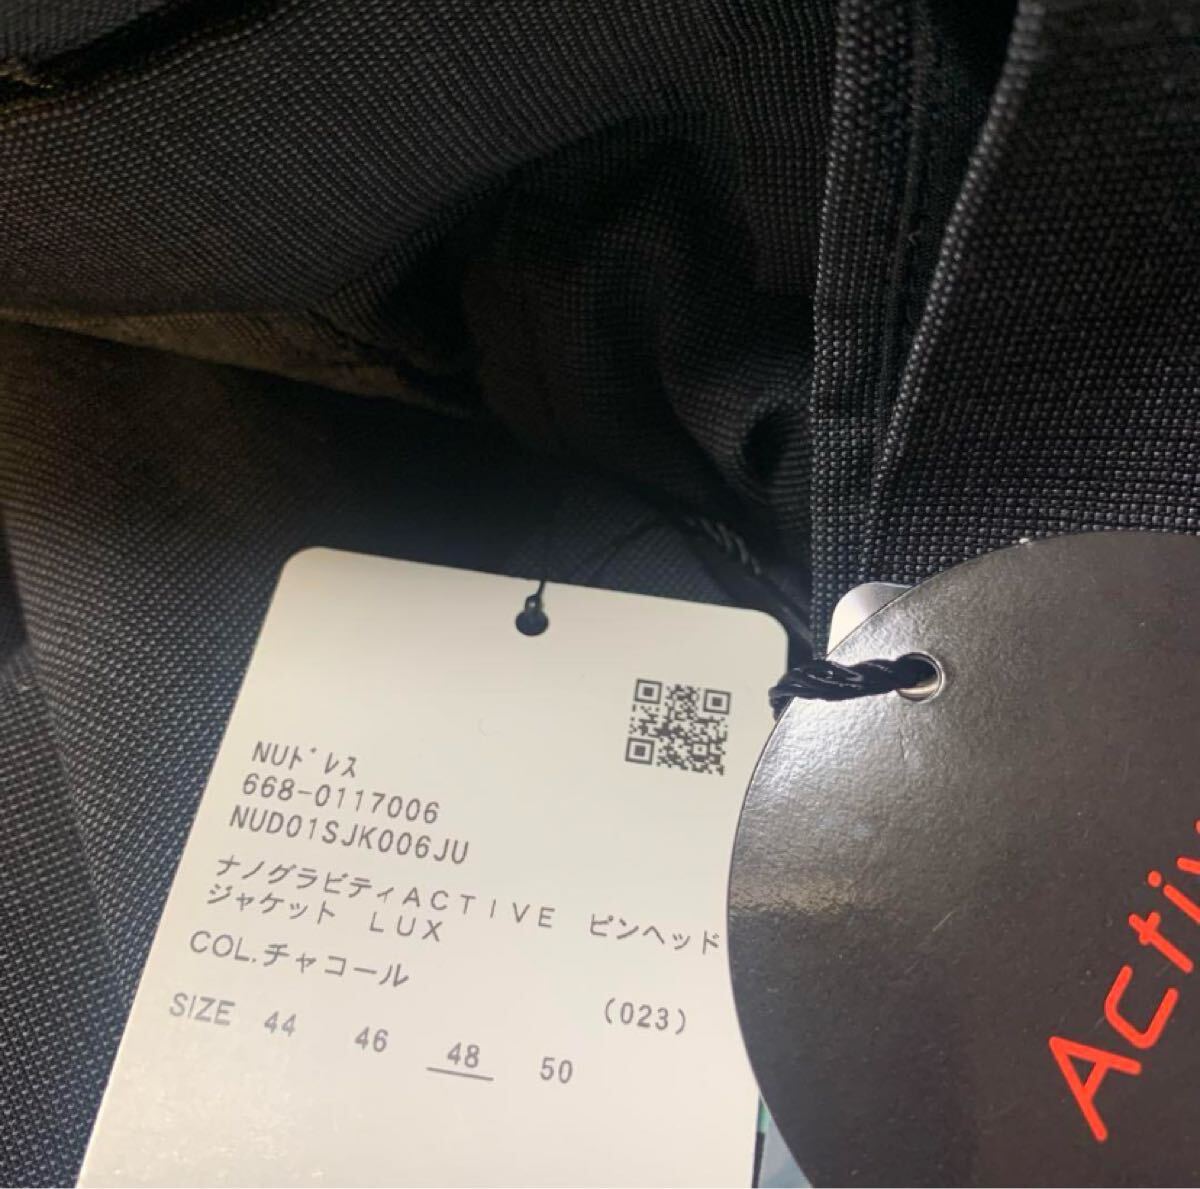 NUﾄﾞﾚｽ
668-0117006
NUD01SJK006JU
ナノグラビティＡＣＴＩＶＥ　ピンヘッド
ジャケット　ＬＵＸ
COL.チャコール　(023)
SIZE 44 46 48 50
Activ